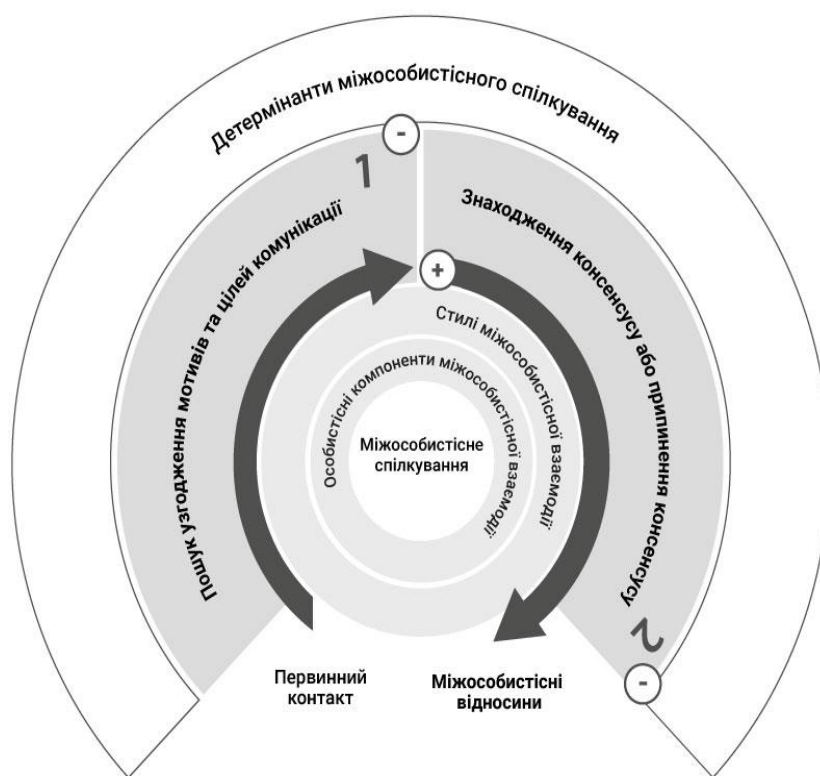 Детермінанти міжособистісного спілкування
-
1
Пошук узгодження мотивів та цілей комунікації
Знаходження консенсусу або припинення консенсусу
+
Стилі міжособистісної взаємодії
Особистісні компоненти міжособистісної взаємодії
Міжособистісне
спілкування
2
-
Первинний
контакт
Міжособистісні
відносини